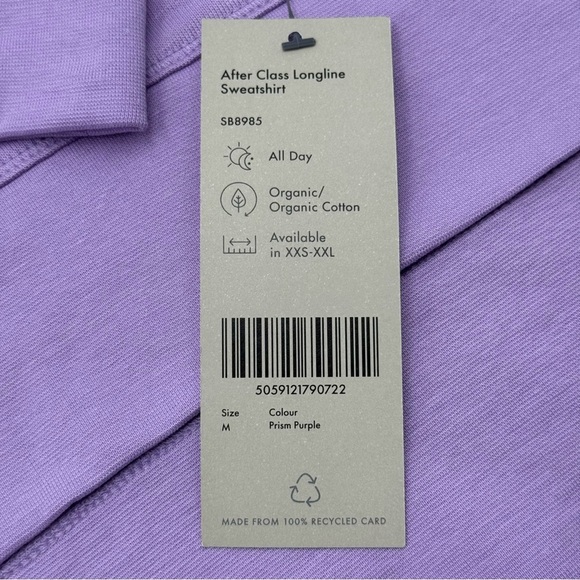 After Class Longline
Sweatshirt
SB8985
All Day
Organic/
Organic Cotton
Available
in XXS-XXL
5059121790722
Size Colour
M Prism Purple
MADE FROM 100% RECYCLED CARD